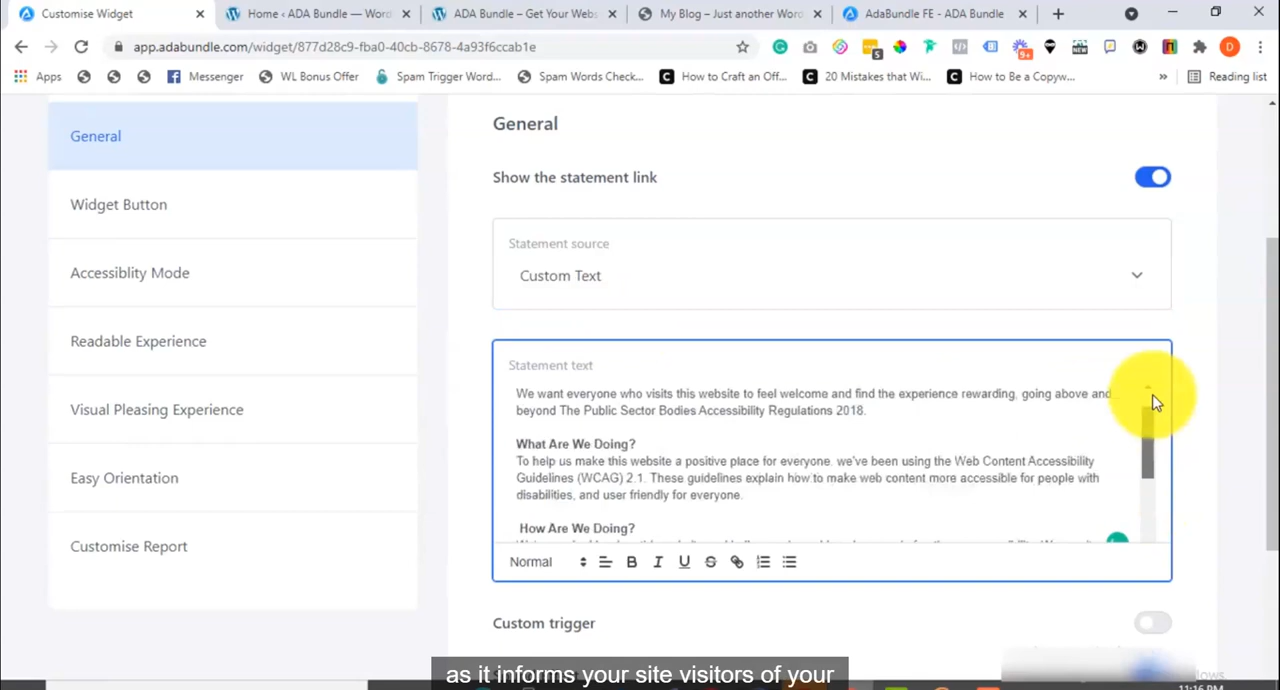 Customise Widget
Home ‹ ADA Bundle — Word
ADA Bundle – Get Your Webs
My Blog – Just another Word
AdaBundle FE - ADA Bundle
app.adabundle.com/widget/877d28c9-fba0-40cb-8678-4a93f6ccab1e
5
9+
D
Apps
Messenger
WL Bonus Offer
Spam Trigger Word...
Spam Words Check...
How to Craft an Off...
20 Mistakes that Wi...
How to Be a Copyw...
»
Reading list
General
Widget Button
Accessiblity Mode
Readable Experience
Visual Pleasing Experience
Easy Orientation
Customise Report
General
Show the statement link
Statement source
Custom Text
Statement text
We want everyone who visits this website to feel welcome and find the experience rewarding, going above and
beyond The Public Sector Bodies Accessibility Regulations 2018.
What Are We Doing?
To help us make this website a positive place for everyone. we've been using the Web Content Accessibility
Guidelines (WCAG) 2.1. These guidelines explain how to make web content more accessible for people with
disabilities, and user friendly for everyone.
How Are We Doing?
Normal
B I U S
Custom trigger
as it informs your site visitors of your
11:16 PM